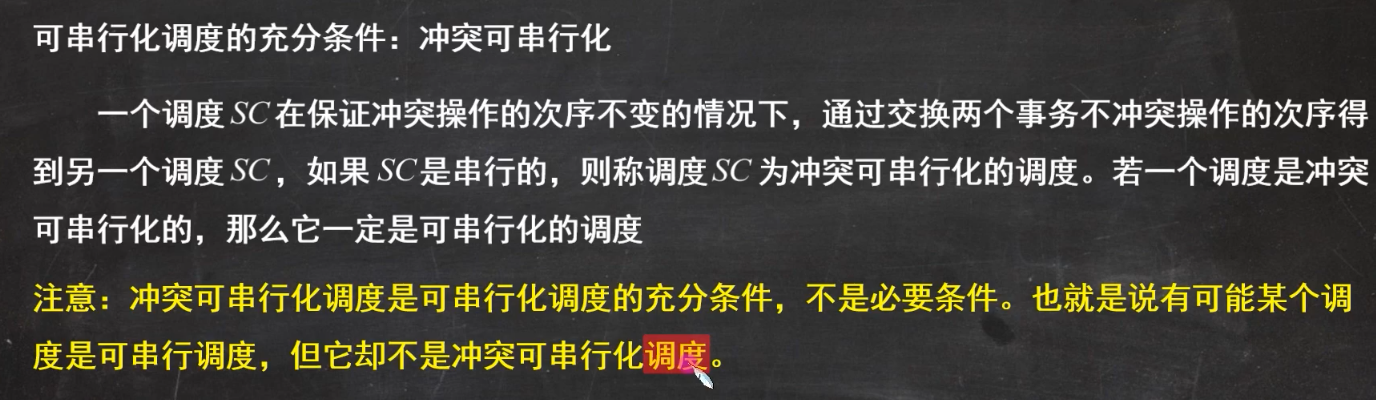 可串行化调度的充分条件：冲突可串行化
一个调度SC在保证冲突操作的次序不变的情况下，通过交换两个事务不冲突操作的次序得
到另一个调度SC，如果SC是串行的，则称调度SC为冲突可串行化的调度。若一个调度是冲突
可串行化的，那么它一定是可串行化的调度
注意：冲突可串行化调度是可串行化调度的充分条件，不是必要条件。也就是说有可能某个调
度是可串行调度，但它却不是冲突可串行化调度。